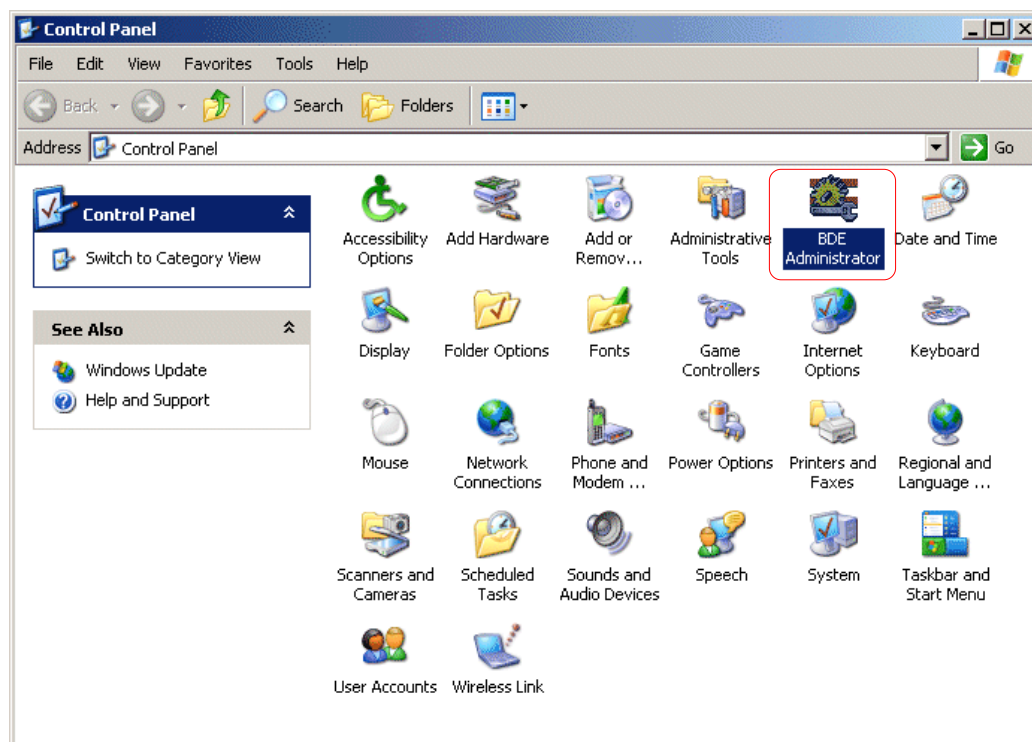 Control Panel
File Edit View Favorites Tools Help
Back Search Folders
Address Control Panel Go
Control Panel
Switch to Category View
See Also
Windows Update
Help and Support
Accessibility Options
Add Hardware
Add or Remov...
Administrative Tools
BDE Administrator
Date and Time
Display
Folder Options
Fonts
Game Controllers
Internet Options
Keyboard
Mouse
Network Connections
Phone and Modem ...
Power Options
Printers and Faxes
Regional and Language ...
Scanners and Cameras
Scheduled Tasks
Sounds and Audio Devices
Speech
System
Taskbar and Start Menu
User Accounts
Wireless Link